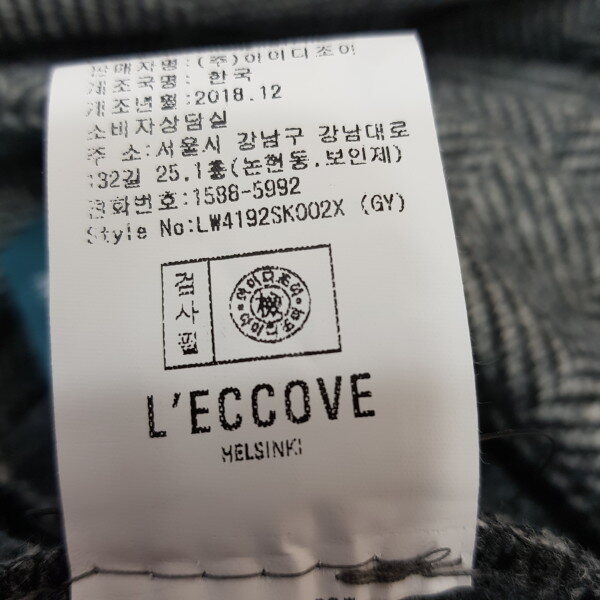 판매자명:(주)아이디조이
제조국명: 한국
제조년월:2018.12
소비자상담실
주 소:서울시 강남구 강남대로
132길 25.1층(논현동.보인제)
전화번호:1588-5992
Style No:LW4192SK002X (GY)
검사필
檢
L'ECCOVE
HELSINKI